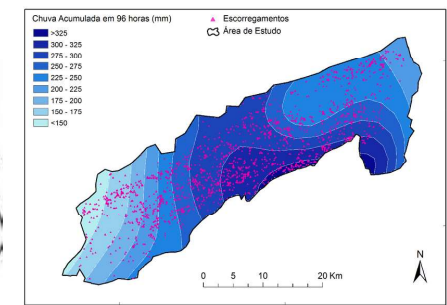 Chuva Acumulada em 96 horas (mm)
>325
300 - 325
275 - 300
250 - 275
225 - 250
200 - 225
175 - 200
150 - 175
<150
Escorregamentos
Área de Estudo
0 5 10 20 Km
N